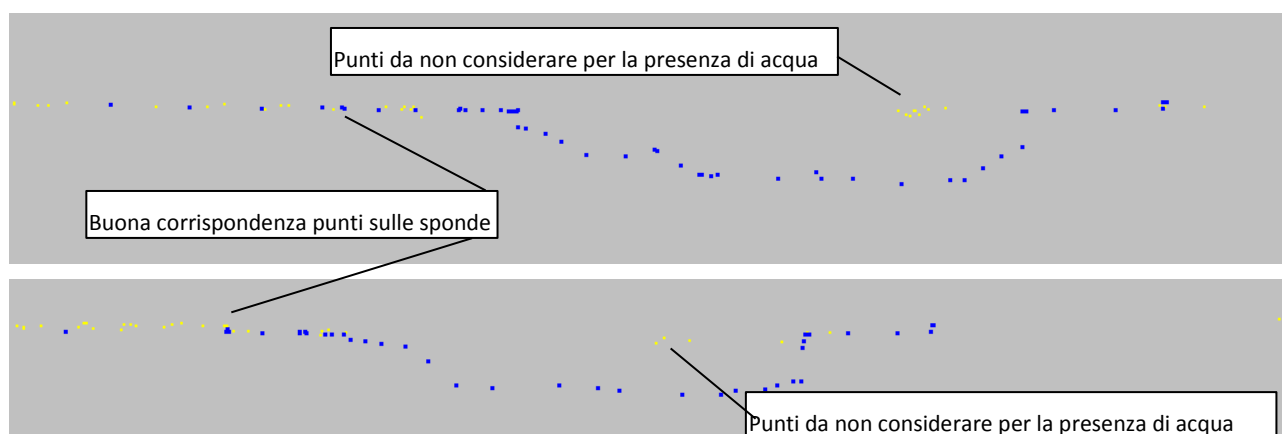 Punti da non considerare per la presenza di acqua
Buona corrispondenza punti sulle sponde
Punti da non considerare per la presenza di acqua